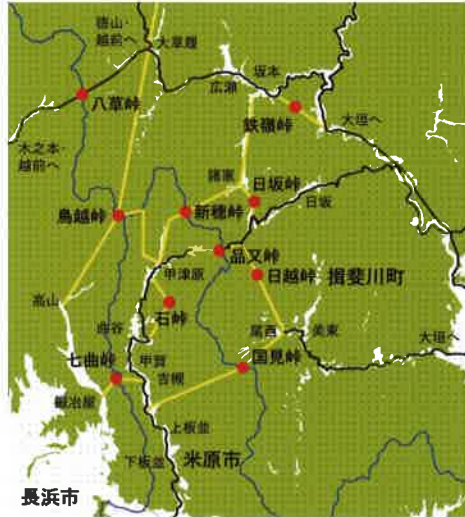 徳山・
越前へ
大草履
坂本
広瀬
八草峠
鉄嶺峠
大垣へ
木之本・
越前へ
諸家
日坂峠
日坂
鳥越峠
新穂峠
品又峠
甲津原
日越峠
揖斐川町
高山
石峠
曲谷
尾西
美束
大垣へ
七曲峠
甲賀
国見峠
吉槻
鍛冶屋
上板並
米原市
下板並
長浜市